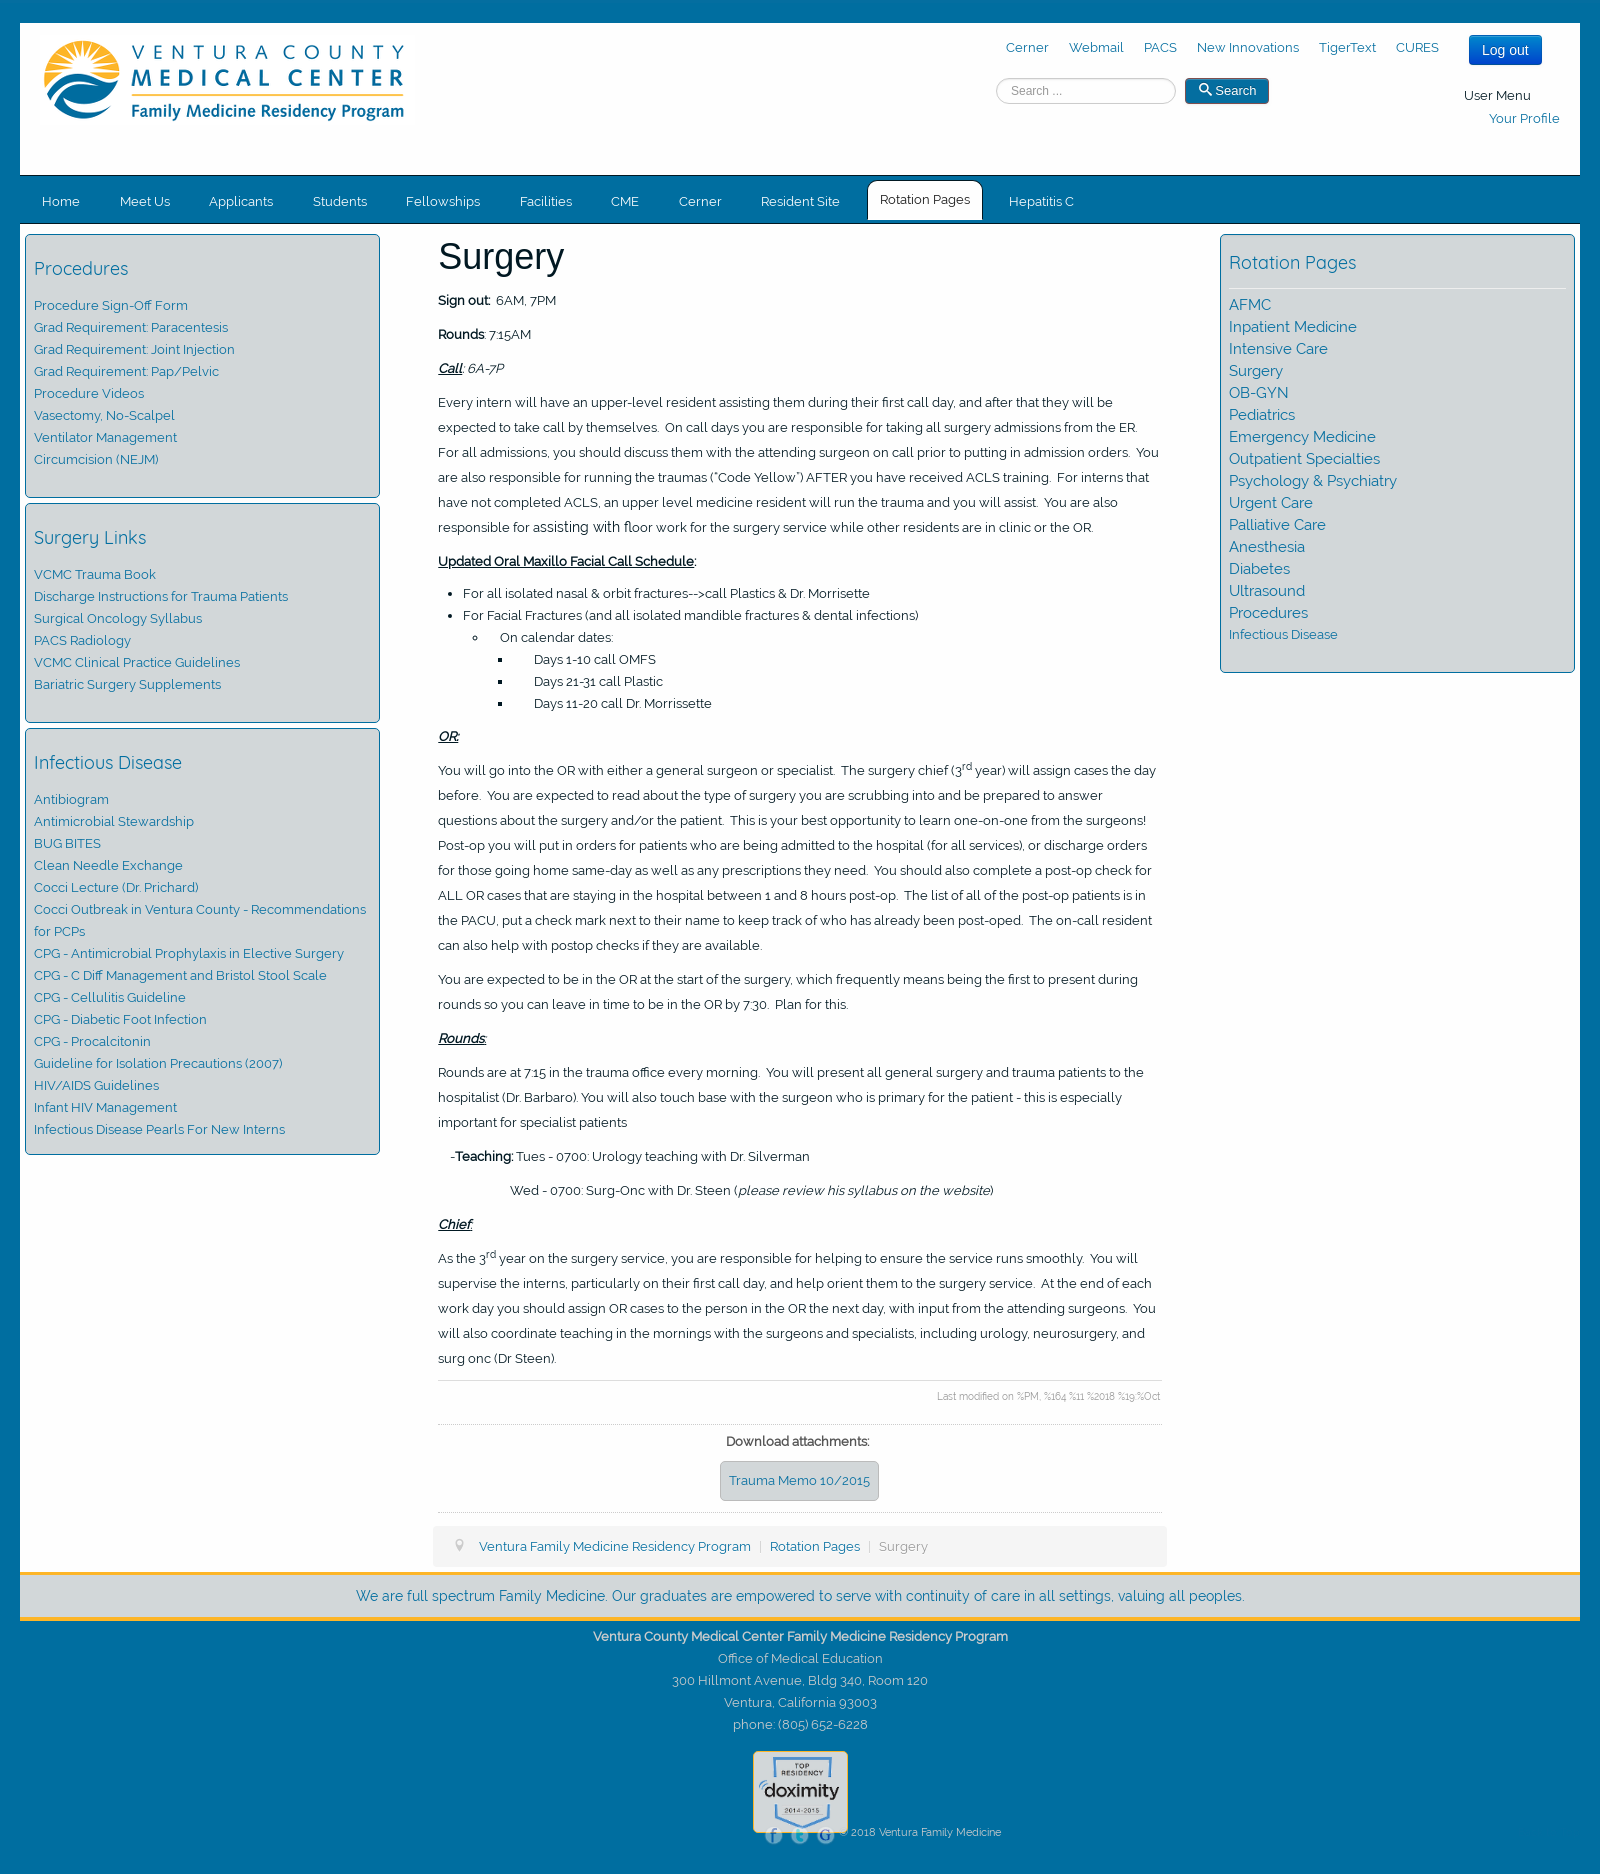 VENTURA COUNTY
MEDICAL CENTER
Family Medicine Residency Program
Cerner Webmail PACS New Innovations TigerText CURES
Log out
Search ...
Search
User Menu
Your Profile
Home Meet Us Applicants Students Fellowships Facilities CME Cerner Resident Site Rotation Pages Hepatitis C
Procedures
Procedure Sign-Off Form
Grad Requirement: Paracentesis
Grad Requirement: Joint Injection
Grad Requirement: Pap/Pelvic
Procedure Videos
Vasectomy, No-Scalpel
Ventilator Management
Circumcision (NEJM)
Surgery Links
VCMC Trauma Book
Discharge Instructions for Trauma Patients
Surgical Oncology Syllabus
PACS Radiology
VCMC Clinical Practice Guidelines
Bariatric Surgery Supplements
Infectious Disease
Antibiogram
Antimicrobial Stewardship
BUG BITES
Clean Needle Exchange
Cocci Lecture (Dr. Prichard)
Cocci Outbreak in Ventura County - Recommendations
for PCPs
CPG - Antimicrobial Prophylaxis in Elective Surgery
CPG - C Diff Management and Bristol Stool Scale
CPG - Cellulitis Guideline
CPG - Diabetic Foot Infection
CPG - Procalcitonin
Guideline for Isolation Precautions (2007)
HIV/AIDS Guidelines
Infant HIV Management
Infectious Disease Pearls For New Interns
Surgery
Sign out: 6AM, 7PM
Rounds: 7:15AM
Call: 6A-7P
Every intern will have an upper-level resident assisting them during their first call day, and after that they will be
expected to take call by themselves. On call days you are responsible for taking all surgery admissions from the ER.
For all admissions, you should discuss them with the attending surgeon on call prior to putting in admission orders. You
are also responsible for running the traumas ("Code Yellow") AFTER you have received ACLS training. For interns that
have not completed ACLS, an upper level medicine resident will run the trauma and you will assist. You are also
responsible for assisting with floor work for the surgery service while other residents are in clinic or the OR.
Updated Oral Maxillo Facial Call Schedule:
• For all isolated nasal & orbit fractures-->call Plastics & Dr. Morrisette
• For Facial Fractures (and all isolated mandible fractures & dental infections)
◦ On calendar dates:
▪ Days 1-10 call OMFS
▪ Days 21-31 call Plastic
▪ Days 11-20 call Dr. Morrissette
OR:
You will go into the OR with either a general surgeon or specialist. The surgery chief (3rd year) will assign cases the day
before. You are expected to read about the type of surgery you are scrubbing into and be prepared to answer
questions about the surgery and/or the patient. This is your best opportunity to learn one-on-one from the surgeons!
Post-op you will put in orders for patients who are being admitted to the hospital (for all services), or discharge orders
for those going home same-day as well as any prescriptions they need. You should also complete a post-op check for
ALL OR cases that are staying in the hospital between 1 and 8 hours post-op. The list of all of the post-op patients is in
the PACU, put a check mark next to their name to keep track of who has already been post-oped. The on-call resident
can also help with postop checks if they are available.
You are expected to be in the OR at the start of the surgery, which frequently means being the first to present during
rounds so you can leave in time to be in the OR by 7:30. Plan for this.
Rounds:
Rounds are at 7:15 in the trauma office every morning. You will present all general surgery and trauma patients to the
hospitalist (Dr. Barbaro). You will also touch base with the surgeon who is primary for the patient - this is especially
important for specialist patients
-Teaching: Tues - 0700: Urology teaching with Dr. Silverman
Wed - 0700: Surg-Onc with Dr. Steen (please review his syllabus on the website)
Chief:
As the 3rd year on the surgery service, you are responsible for helping to ensure the service runs smoothly. You will
supervise the interns, particularly on their first call day, and help orient them to the surgery service. At the end of each
work day you should assign OR cases to the person in the OR the next day, with input from the attending surgeons. You
will also coordinate teaching in the mornings with the surgeons and specialists, including urology, neurosurgery, and
surg onc (Dr Steen).
Last modified on %PM, %164 %11 %2018 %19:%Oct
Download attachments:
Trauma Memo 10/2015
Ventura Family Medicine Residency Program | Rotation Pages | Surgery
Rotation Pages
AFMC
Inpatient Medicine
Intensive Care
Surgery
OB-GYN
Pediatrics
Emergency Medicine
Outpatient Specialties
Psychology & Psychiatry
Urgent Care
Palliative Care
Anesthesia
Diabetes
Ultrasound
Procedures
Infectious Disease
We are full spectrum Family Medicine. Our graduates are empowered to serve with continuity of care in all settings, valuing all peoples.
Ventura County Medical Center Family Medicine Residency Program
Office of Medical Education
300 Hillmont Avenue, Bldg 340, Room 120
Ventura, California 93003
phone: (805) 652-6228
TOP
RESIDENCY
doximity
2014-2015
f t G © 2018 Ventura Family Medicine